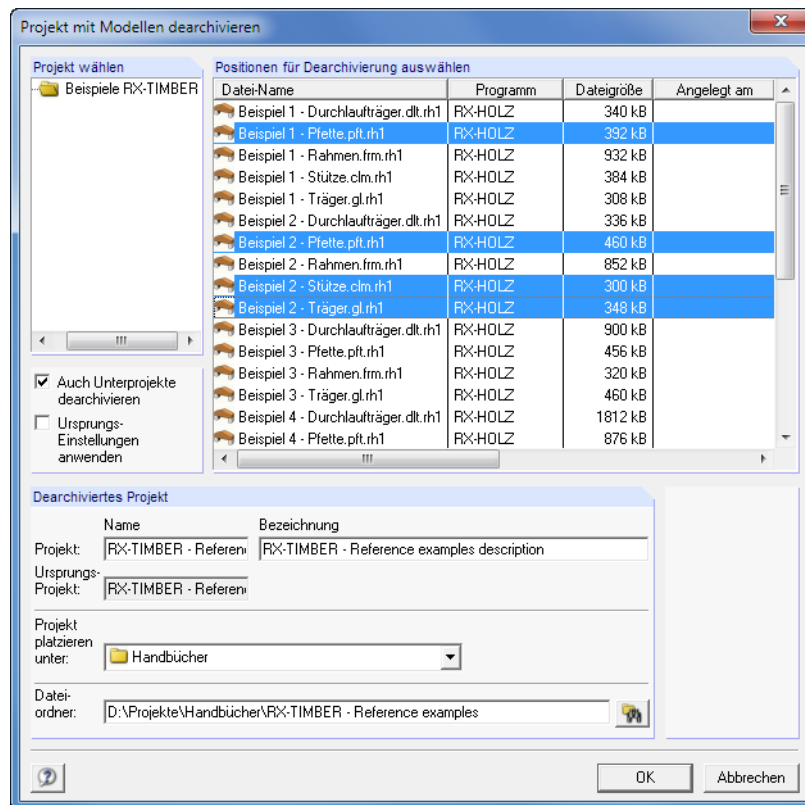 Projekt mit Modellen dearchivieren
Projekt wählen
Beispiele RX-TIMBER
Auch Unterprojekte
dearchivieren
Ursprungs-
Einstellungen
anwenden
Positionen für Dearchivierung auswählen
Datei-Name Programm Dateigröße Angelegt am
Beispiel 1 - Durchlaufträger.dlt.rh1 RX-HOLZ 340 kB
Beispiel 1 - Pfette.pft.rh1 RX-HOLZ 392 kB
Beispiel 1 - Rahmen.frm.rh1 RX-HOLZ 932 kB
Beispiel 1 - Stütze.clm.rh1 RX-HOLZ 384 kB
Beispiel 1 - Träger.gl.rh1 RX-HOLZ 308 kB
Beispiel 2 - Durchlaufträger.dlt.rh1 RX-HOLZ 336 kB
Beispiel 2 - Pfette.pft.rh1 RX-HOLZ 460 kB
Beispiel 2 - Rahmen.frm.rh1 RX-HOLZ 852 kB
Beispiel 2 - Stütze.clm.rh1 RX-HOLZ 300 kB
Beispiel 2 - Träger.gl.rh1 RX-HOLZ 348 kB
Beispiel 3 - Durchlaufträger.dlt.rh1 RX-HOLZ 900 kB
Beispiel 3 - Pfette.pft.rh1 RX-HOLZ 456 kB
Beispiel 3 - Rahmen.frm.rh1 RX-HOLZ 320 kB
Beispiel 3 - Träger.gl.rh1 RX-HOLZ 460 kB
Beispiel 4 - Durchlaufträger.dlt.rh1 RX-HOLZ 1812 kB
Beispiel 4 - Pfette.pft.rh1 RX-HOLZ 876 kB
Dearchiviertes Projekt
Name Bezeichnung
Projekt: RX-TIMBER - Referen RX-TIMBER - Reference examples description
Ursprungs-
Projekt: RX-TIMBER - Referen
Projekt
platzieren
unter: Handbücher
Datei-
ordner: D:\Projekte\Handbücher\RX-TIMBER - Reference examples
OK Abbrechen